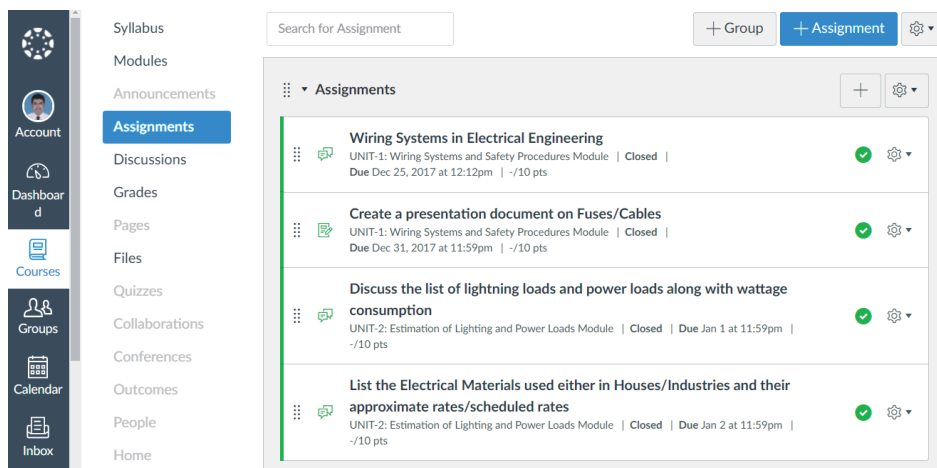 Account
Dashboar
d
Courses
Groups
Calendar
Inbox
Syllabus
Modules
Announcements
Assignments
Discussions
Grades
Pages
Files
Quizzes
Collaborations
Conferences
Outcomes
People
Home
Search for Assignment
+ Group
+ Assignment
Assignments
Wiring Systems in Electrical Engineering
UNIT-1: Wiring Systems and Safety Procedures Module | Closed |
Due Dec 25, 2017 at 12:12pm | -/10 pts
Create a presentation document on Fuses/Cables
UNIT-1: Wiring Systems and Safety Procedures Module | Closed |
Due Dec 31, 2017 at 11:59pm | -/10 pts
Discuss the list of lightning loads and power loads along with wattage
consumption
UNIT-2: Estimation of Lighting and Power Loads Module | Closed | Due Jan 1 at 11:59pm |
-/10 pts
List the Electrical Materials used either in Houses/Industries and their
approximate rates/scheduled rates
UNIT-2: Estimation of Lighting and Power Loads Module | Closed | Due Jan 2 at 11:59pm |
-/10 pts